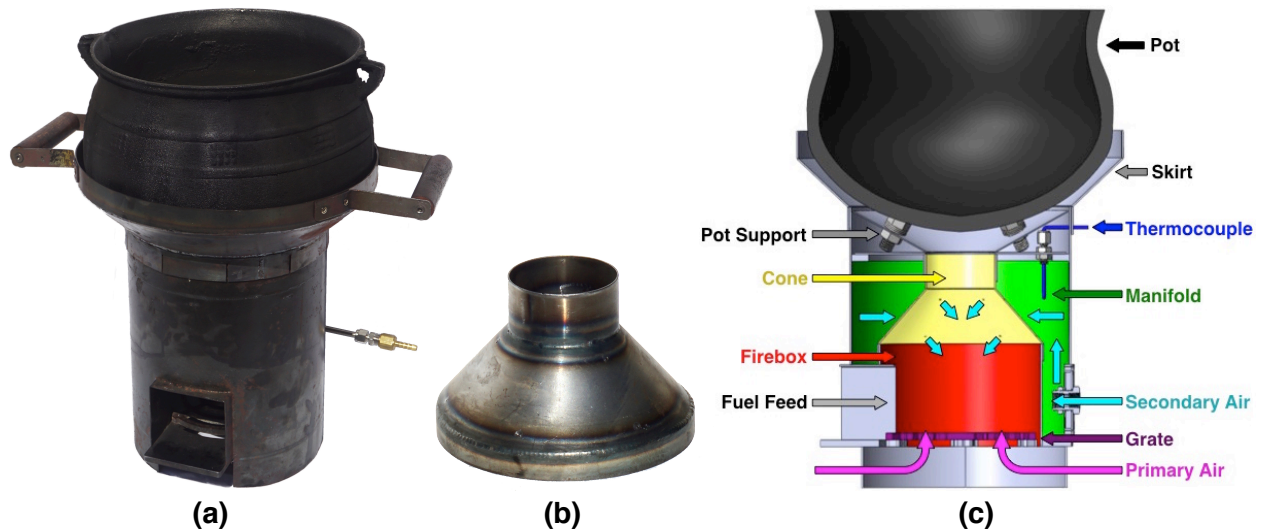 Pot
Skirt
Pot Support
Thermocouple
Cone
Manifold
Firebox
Fuel Feed
Secondary Air
Grate
Primary Air
(a)
(b)
(c)